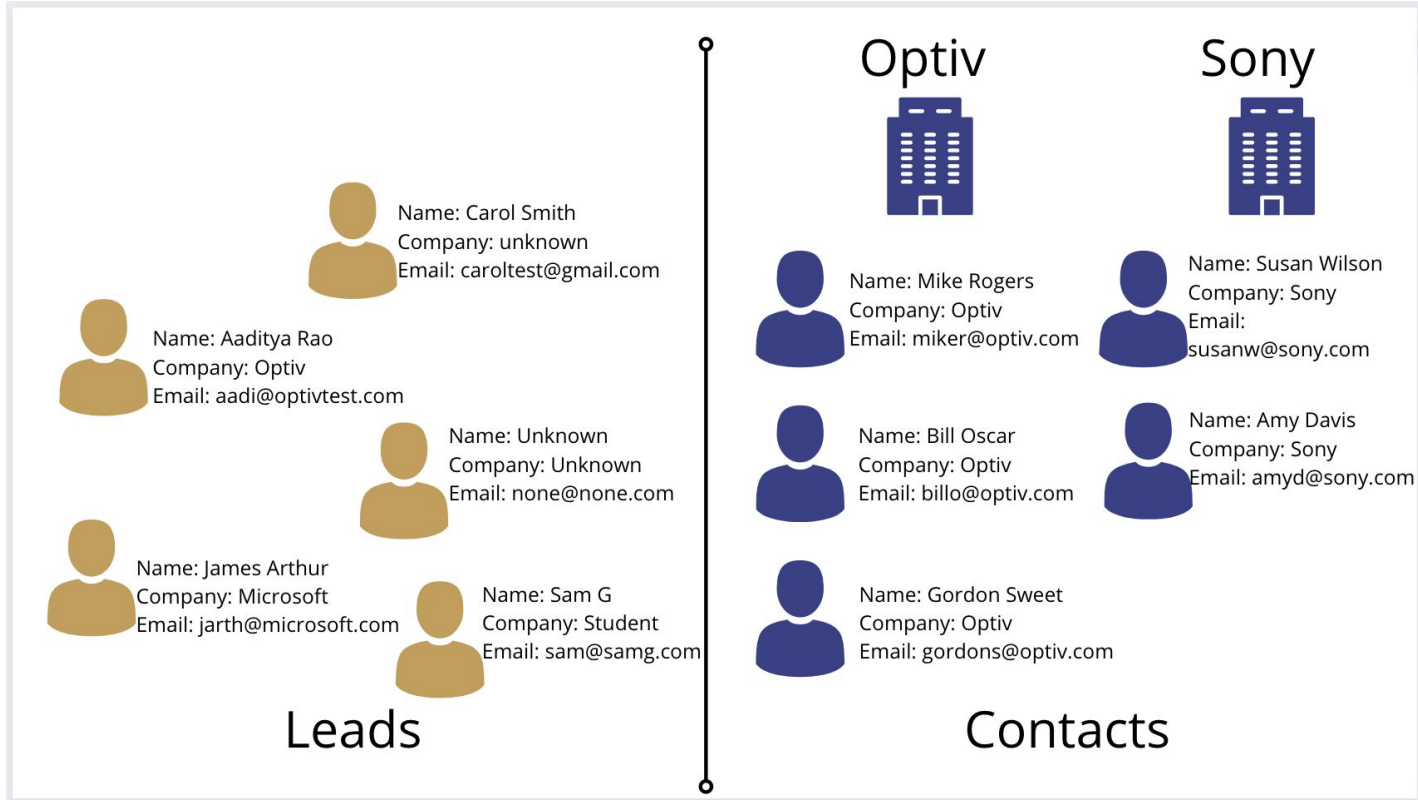 Optiv
Sony
Name: Carol Smith
Company: unknown
Email: caroltest@gmail.com
Name: Aaditya Rao
Company: Optiv
Email: aadi@optivtest.com
Name: Unknown
Company: Unknown
Email: none@none.com
Name: James Arthur
Company: Microsoft
Email: jarth@microsoft.com
Name: Sam G
Company: Student
Email: sam@samg.com
Leads
Name: Mike Rogers
Company: Optiv
Email: miker@optiv.com
Name: Bill Oscar
Company: Optiv
Email: billo@optiv.com
Name: Gordon Sweet
Company: Optiv
Email: gordons@optiv.com
Name: Susan Wilson
Company: Sony
Email:
susanw@sony.com
Name: Amy Davis
Company: Sony
Email: amyd@sony.com
Contacts